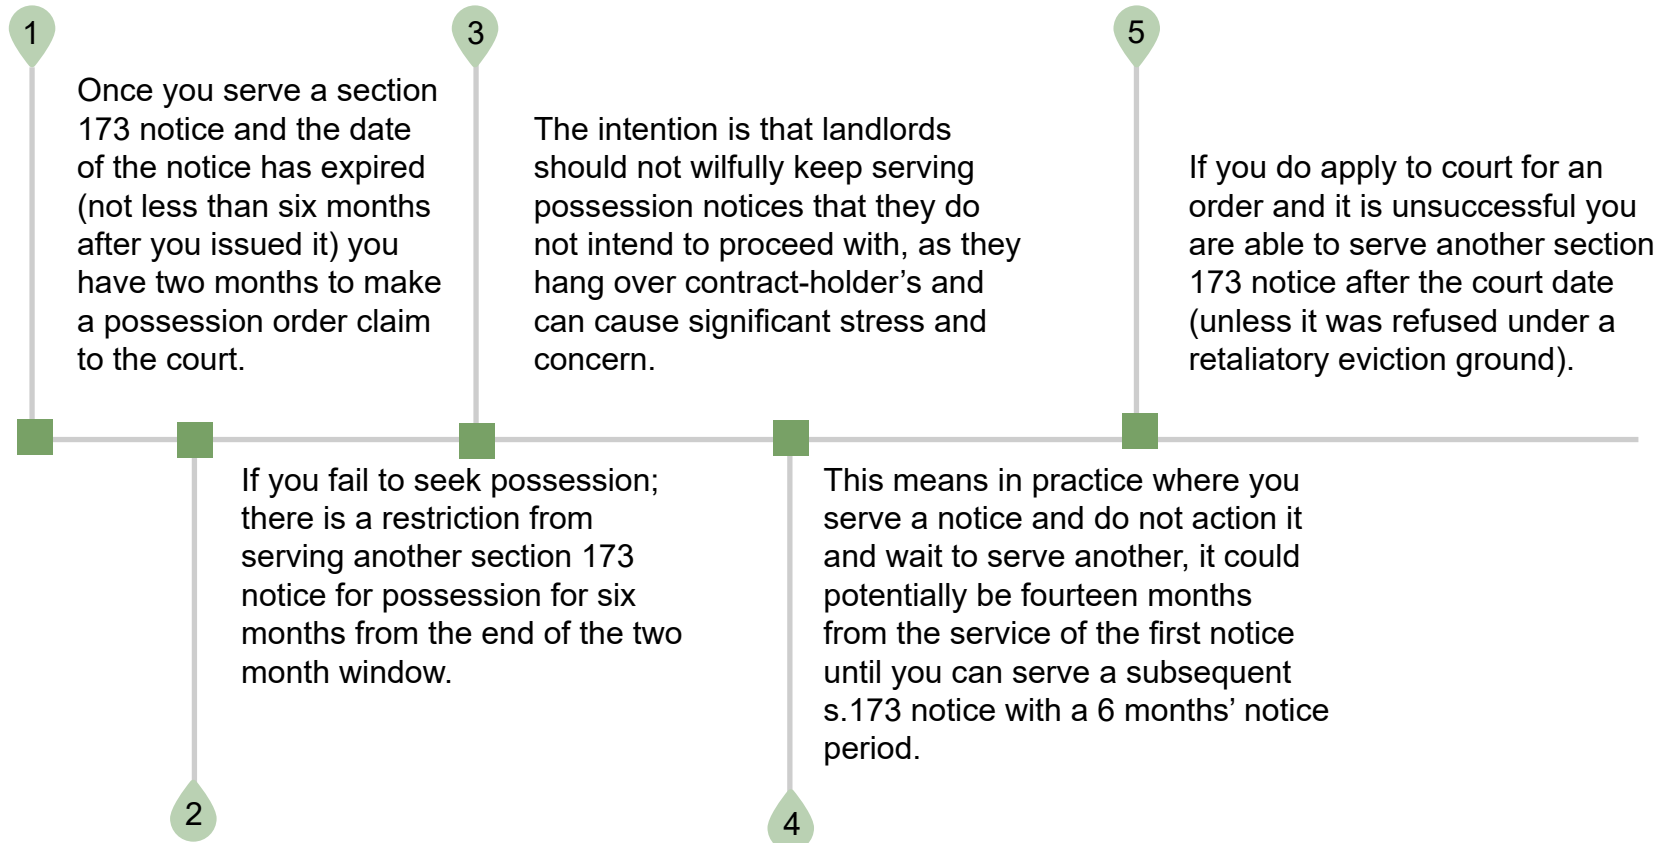 1
Once you serve a section
173 notice and the date
of the notice has expired
(not less than six months
after you issued it) you
have two months to make
a possession order claim
to the court.
2
If you fail to seek possession;
there is a restriction from
serving another section 173
notice for possession for six
months from the end of the two
month window.
3
The intention is that landlords
should not wilfully keep serving
possession notices that they do
not intend to proceed with, as they
hang over contract-holder’s and
can cause significant stress and
concern.
4
This means in practice where you
serve a notice and do not action it
and wait to serve another, it could
potentially be fourteen months
from the service of the first notice
until you can serve a subsequent
s.173 notice with a 6 months’ notice
period.
5
If you do apply to court for an
order and it is unsuccessful you
are able to serve another section
173 notice after the court date
(unless it was refused under a
retaliatory eviction ground).